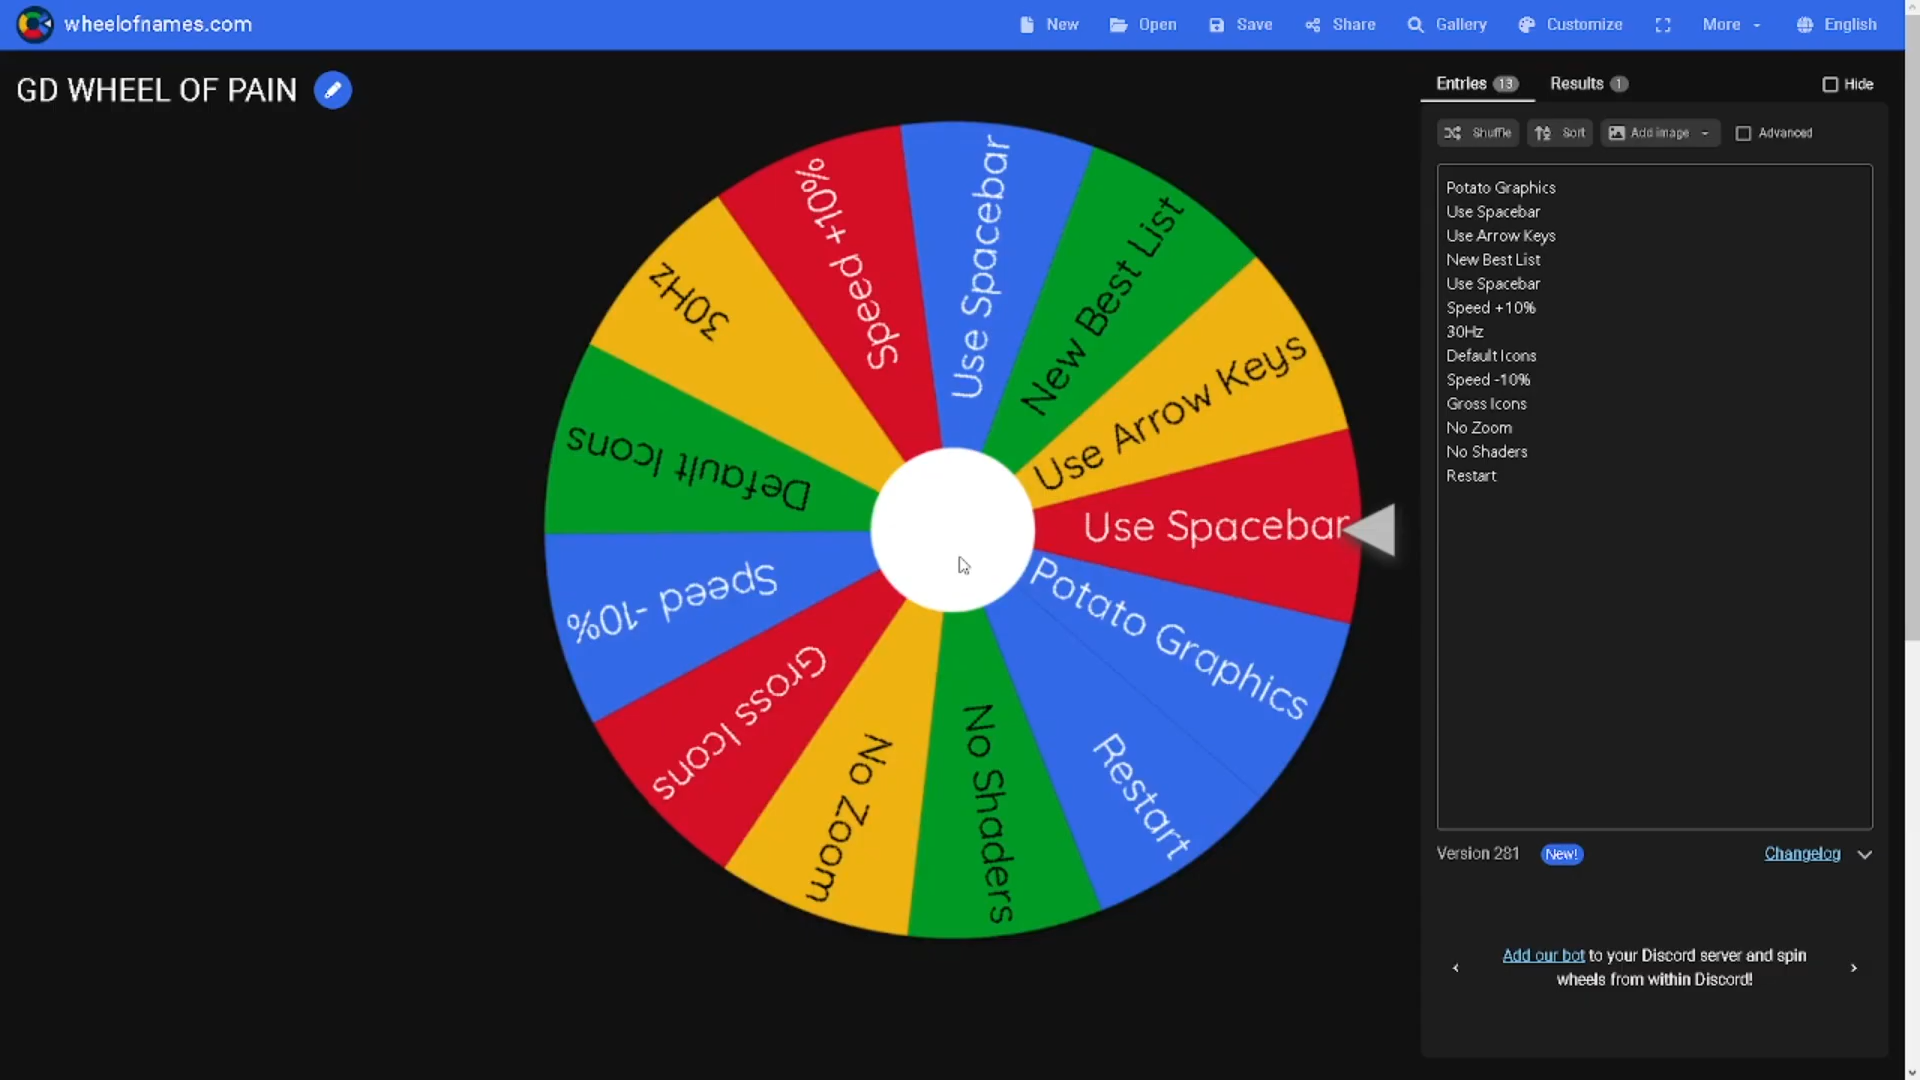 wheelofnames.com
New
Open
Save
Share
Gallery
Customize
More
English
GD WHEEL OF PAIN
Entries 13
Results 1
Hide
Shuffle
Sort
Add image
Advanced
Potato Graphics
Use Spacebar
Use Arrow Keys
New Best List
Use Spacebar
Speed +10%
30Hz
Default Icons
Speed -10%
Gross Icons
No Zoom
No Shaders
Restart
Use Spacebar
New Best List
Use Arrow Keys
Use Spacebar
Potato Graphics
Restart
No Shaders
No Zoom
Gross Icons
Speed -10%
Default Icons
30Hz
Speed +10%
Version 281
New!
Changelog
Add our bot to your Discord server and spin
wheels from within Discord!